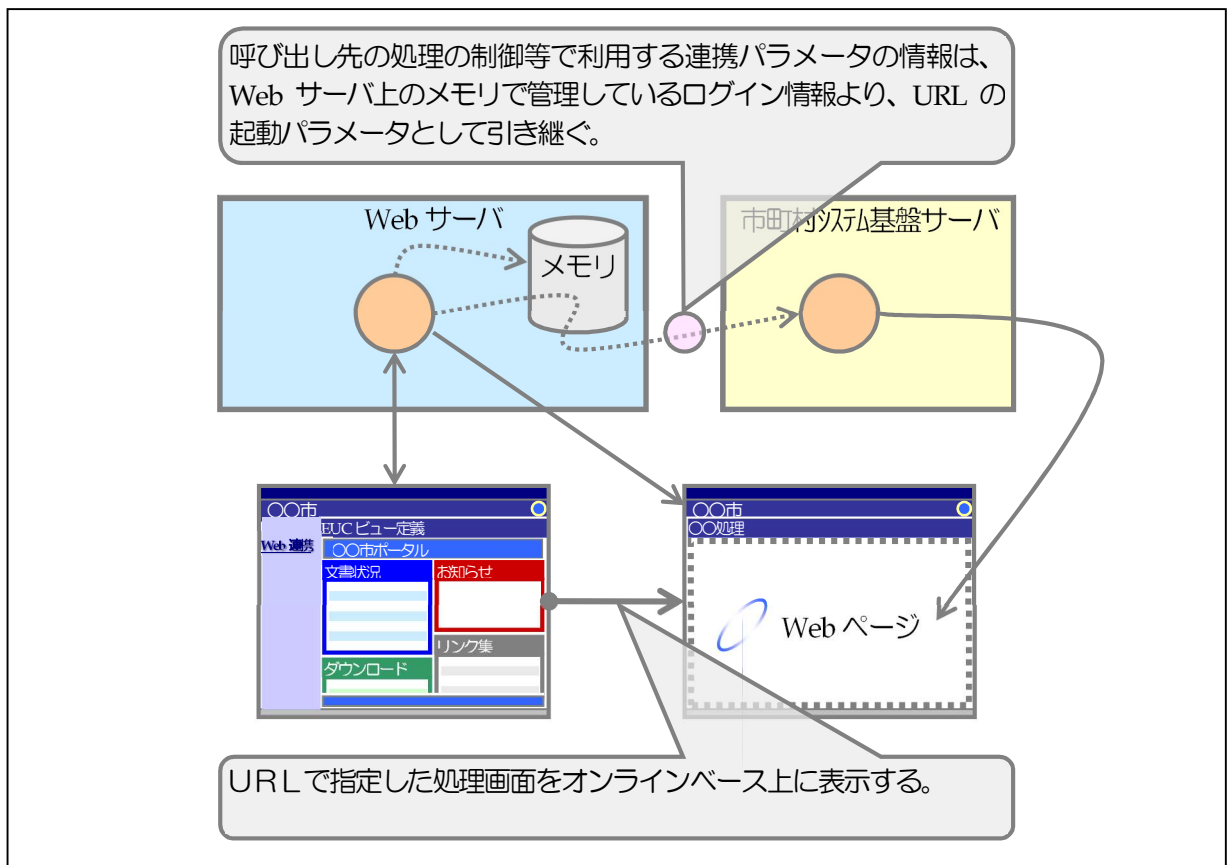 呼び出し先の処理の制御等で利用する連携パラメータの情報は、
Web サーバ上のメモリで管理しているログイン情報より、URL の
起動パラメータとして引き継ぐ。
Web サーバ
メモリ
市町村システム基盤サーバ
〇〇市
EUC ビュー定義
Web 連携
〇〇市ポータル
文書状況
お知らせ
リンク集
ダウンロード
〇〇市
〇〇処理
Web ページ
ＵＲＬで指定した処理画面をオンラインベース上に表示する。